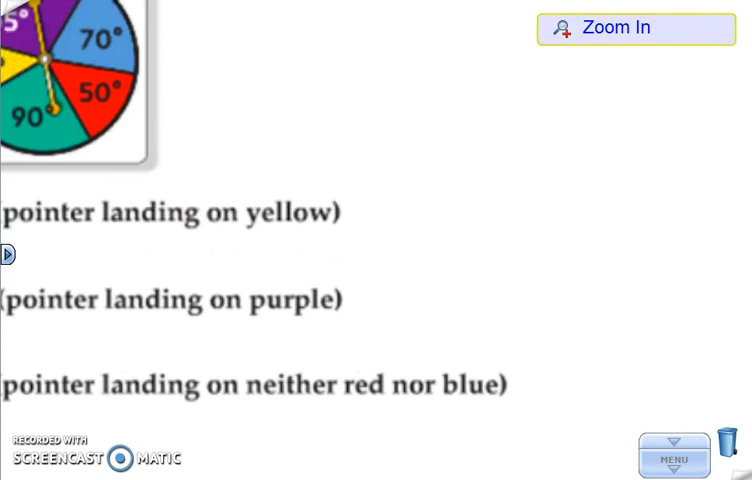 5°
70°
50°
90°
Zoom In
(pointer landing on yellow)
(pointer landing on purple)
(pointer landing on neither red nor blue)
RECORDED WITH
SCREENCAST MATIC
MENU